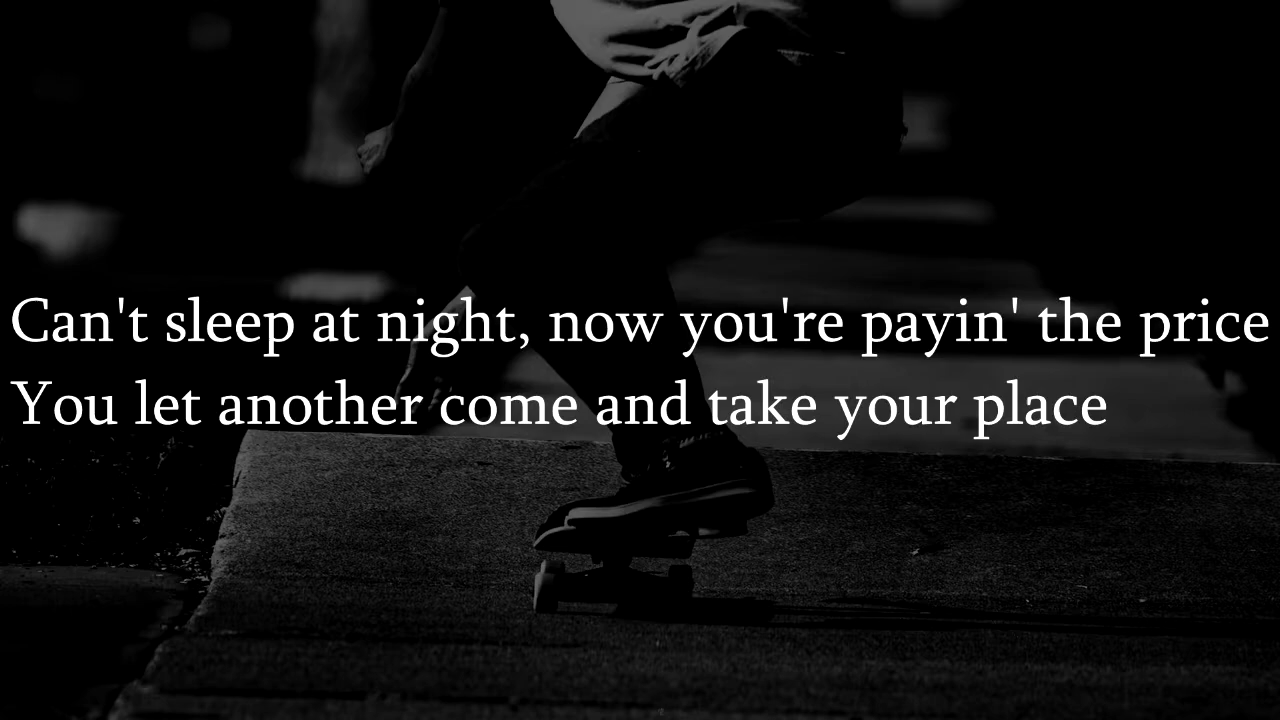 Can't sleep at night, now you're payin' the price
You let another come and take your place